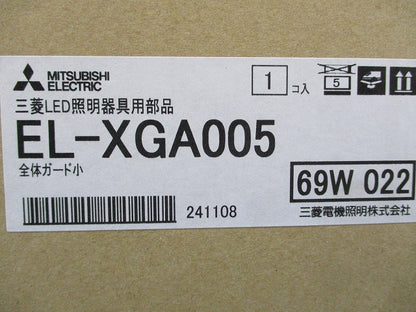 MITSUBISHI
ELECTRIC
1 コ入
5
三菱LED照明器具用部品
EL-XGA005
全体ガード小
69W 022
241108
三菱電機照明株式会社